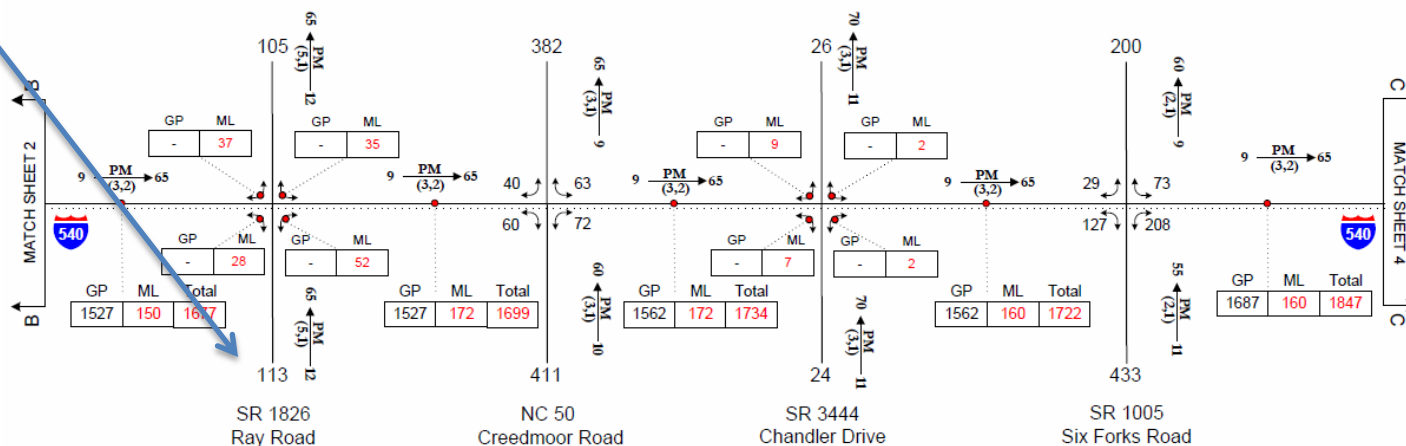 65
PM
(5,1)
12
70
PM
(3,1)
11
105
382
26
200
65
PM
(3,1)
9
60
PM
(2,1)
9
B
MATCH SHEET 2
B
C
MATCH SHEET 4
C
GP ML
- 37
GP ML
- 35
GP ML
- 9
GP ML
- 2
9 PM 65
(3,2)
9 PM 65
(3,2)
9 PM 65
(3,2)
9 PM 65
(3,2)
40 63
60 72
29 73
127 208
540
540
GP ML
- 28
GP ML
- 52
GP ML
- 7
GP ML
- 2
GP ML Total
1527 150 1677
GP ML Total
1527 172 1699
GP ML Total
1562 172 1734
GP ML Total
1562 160 1722
GP ML Total
1687 160 1847
65
PM
(5,1)
12
60
PM
(3,1)
10
70
PM
(3,1)
11
55
PM
(2,1)
11
113
411
24
433
SR 1826
Ray Road
NC 50
Creedmoor Road
SR 3444
Chandler Drive
SR 1005
Six Forks Road